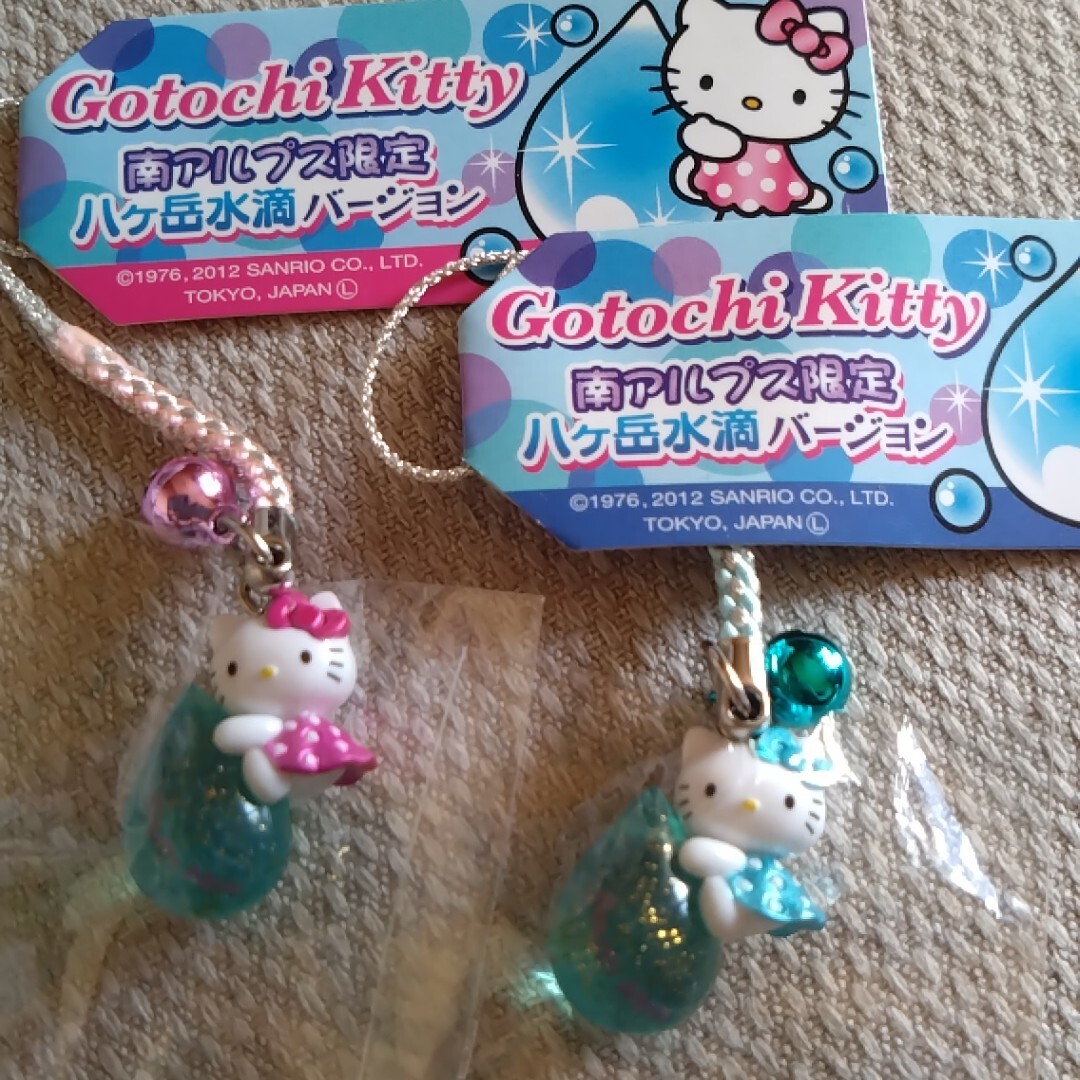 Gotochi Kitty
南アルプス限定
八ヶ岳水滴 バージョン
©1976, 2012 SANRIO CO., LTD.
TOKYO, JAPAN Ⓛ
Gotochi Kitty
南アルプス限定
八ヶ岳水滴 バージョン
©1976, 2012 SANRIO CO., LTD.
TOKYO, JAPAN Ⓛ